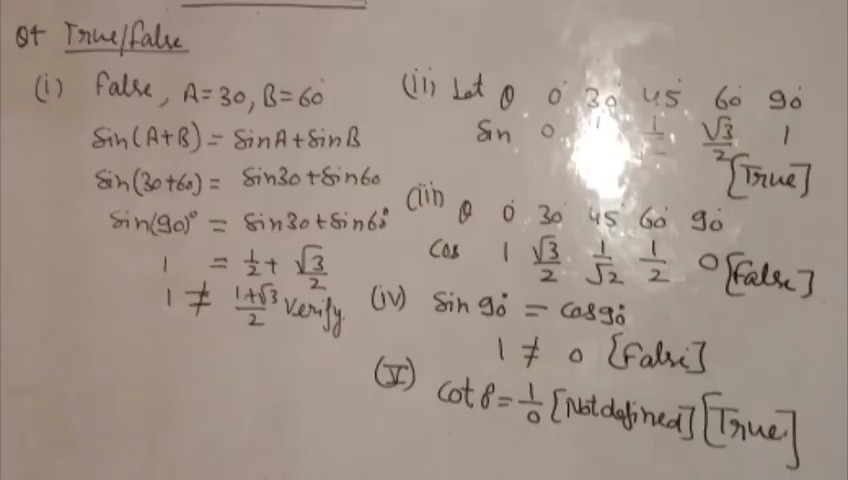 Q4 True/False
(i) False, A=30, B=60°
Sin(A+B) = SinA+SinB
Sin(30+60) = Sin30+Sin60
Sin(90)° = Sin30+Sin60°
1 = 1/2 + √3/2
1 ≠ (1+√3)/2 Verify.
(ii) Let θ 0° 30° 45° 60° 90°
Sin 0 √3/2 1
[True]
(iii) θ 0° 30° 45° 60° 90°
Cos 1 √3/2 1/√2 1/2 0 [False]
(iv) Sin 90° = Cos 90°
1 ≠ 0 [False]
(V) Cot 0° = 1/0 [Not defined] [True]